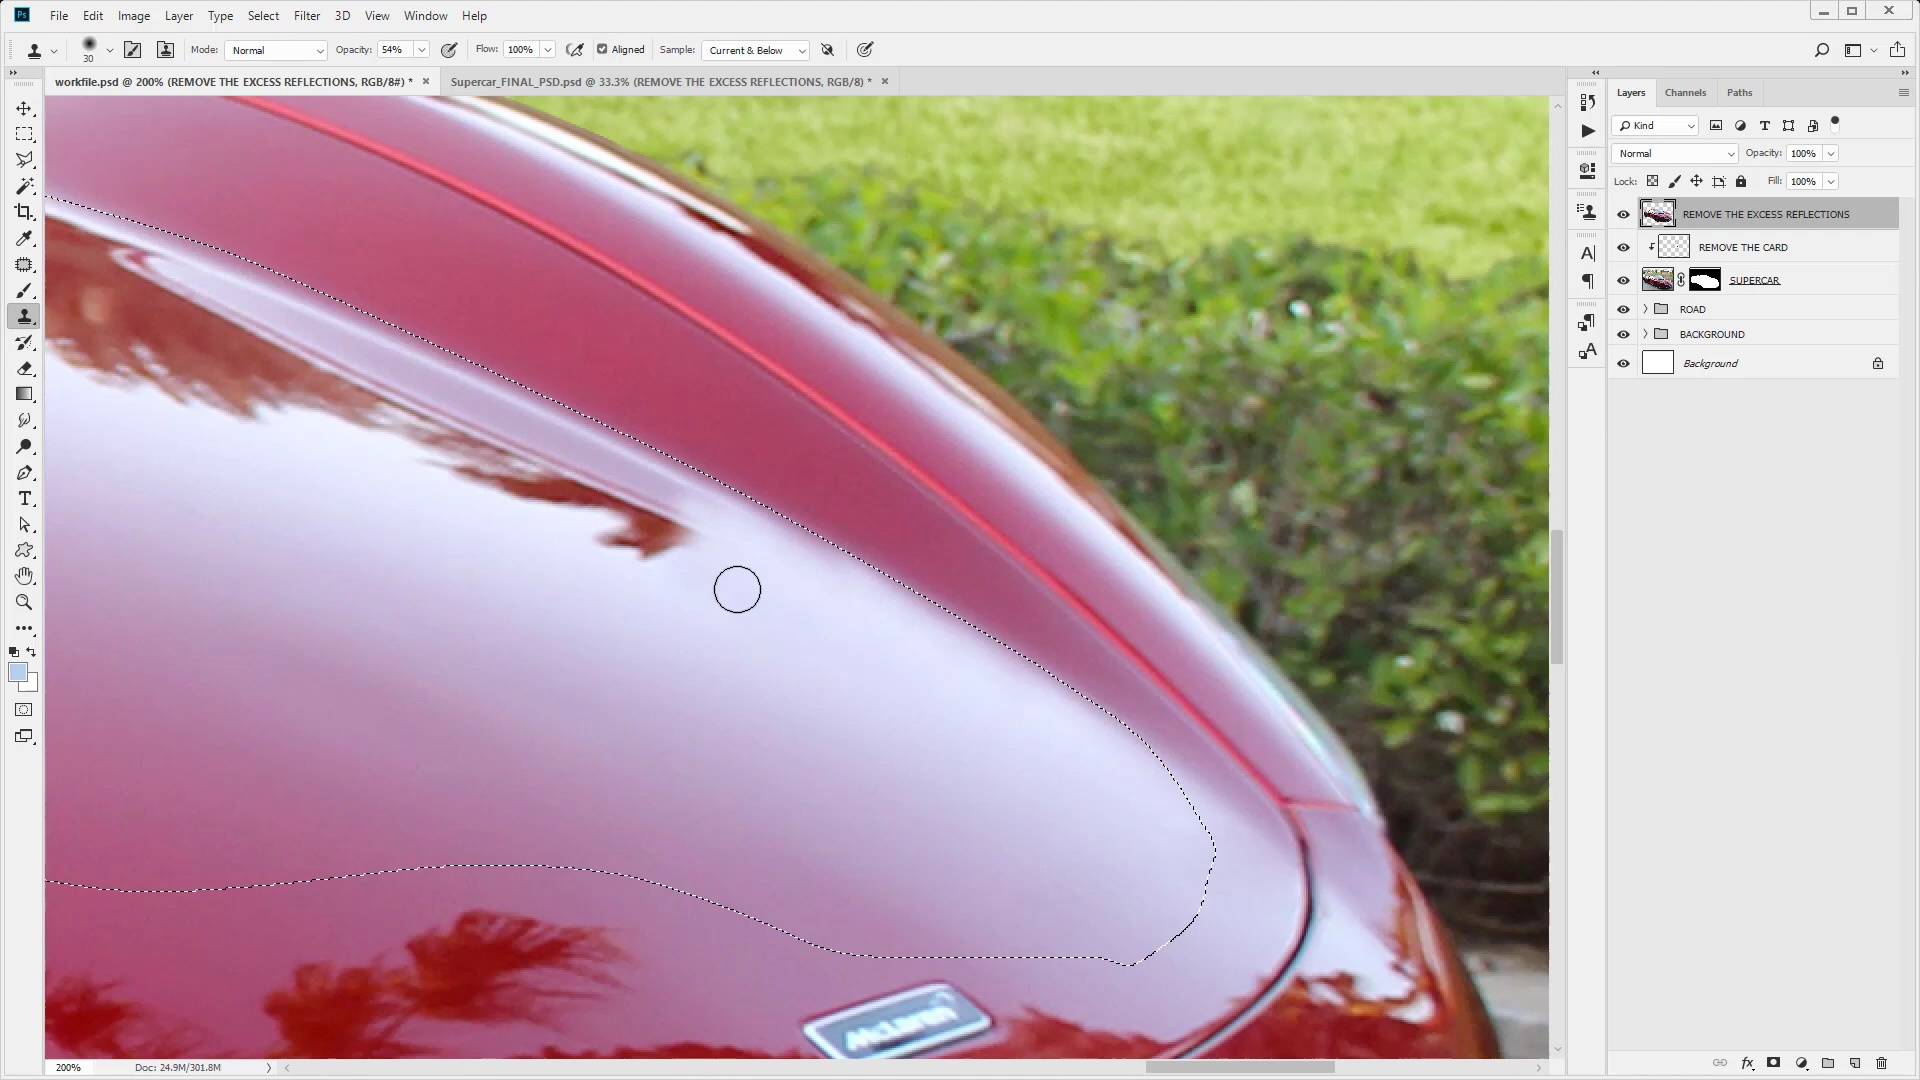 Ps File Edit Image Layer Type Select Filter 3D View Window Help
30 Mode: Normal Opacity: 54% Flow: 100% Aligned Sample: Current & Below
workfile.psd @ 200% (REMOVE THE EXCESS REFLECTIONS, RGB/8#) * Supercar_FINAL_PSD.psd @ 33.3% (REMOVE THE EXCESS REFLECTIONS, RGB/8) *
Layers Channels Paths
Kind
Normal Opacity: 100%
Lock: Fill: 100%
REMOVE THE EXCESS REFLECTIONS
REMOVE THE CARD
SUPERCAR
ROAD
BACKGROUND
Background
McLaren
200% Doc: 24.9M/301.8M
fx